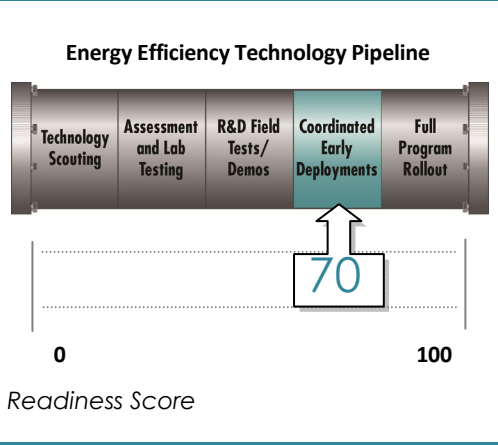 Energy Efficiency Technology Pipeline
Technology
Scouting
Assessment
and Lab
Testing
R&D Field
Tests/
Demos
Coordinated
Early
Deployments
Full
Program
Rollout
70
0
100
Readiness Score